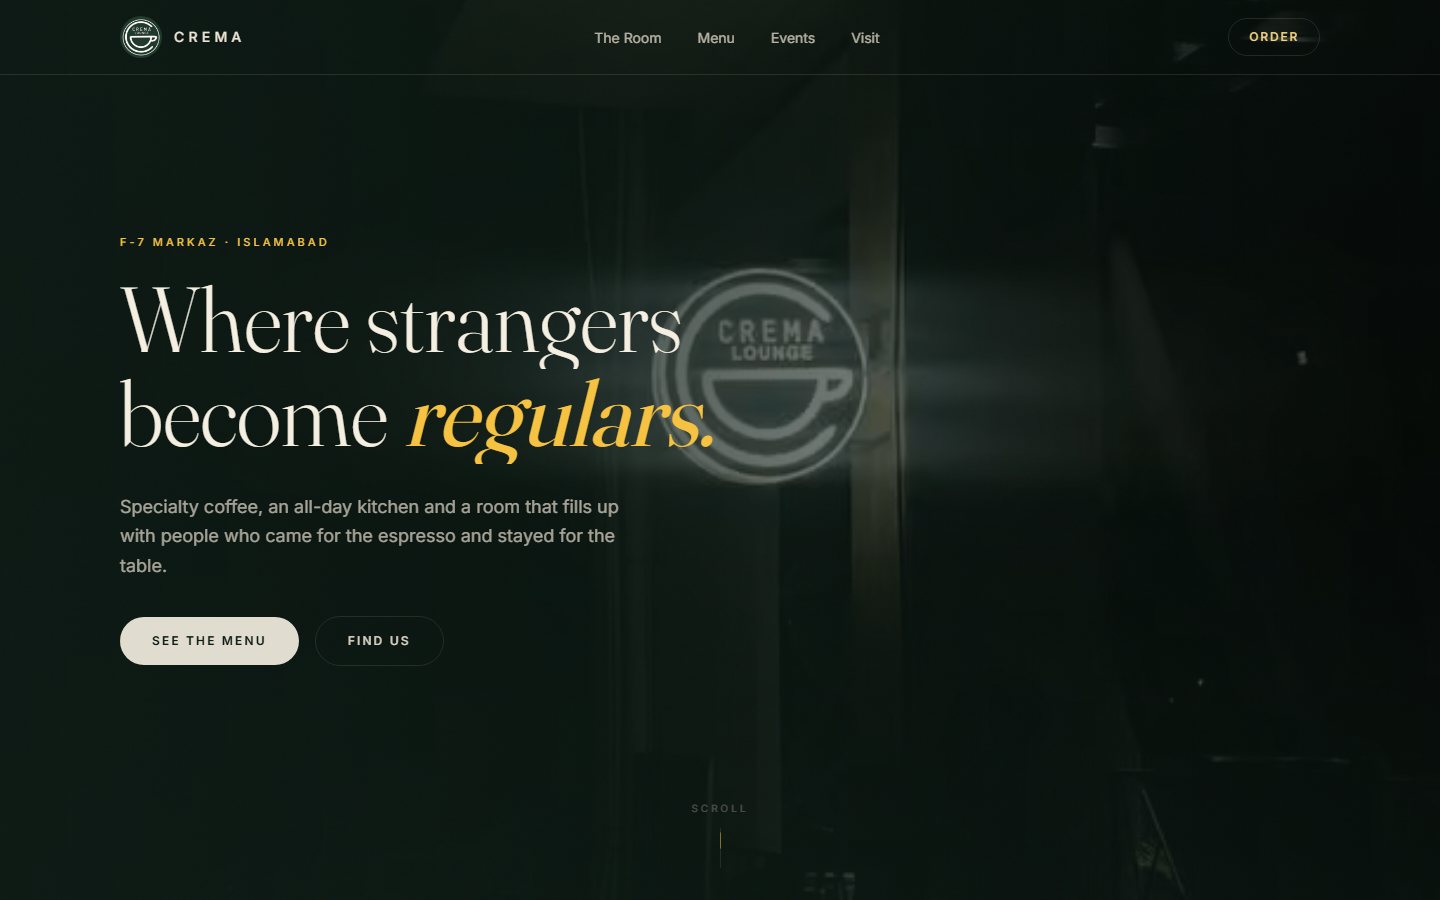 CREMA
LOUNGE
CREMA
The Room
Menu
Events
Visit
ORDER
F-7 MARKAZ · ISLAMABAD
Where strangers
become regulars.
CREMA
LOUNGE
Specialty coffee, an all-day kitchen and a room that fills up
with people who came for the espresso and stayed for the
table.
SEE THE MENU
FIND US
SCROLL